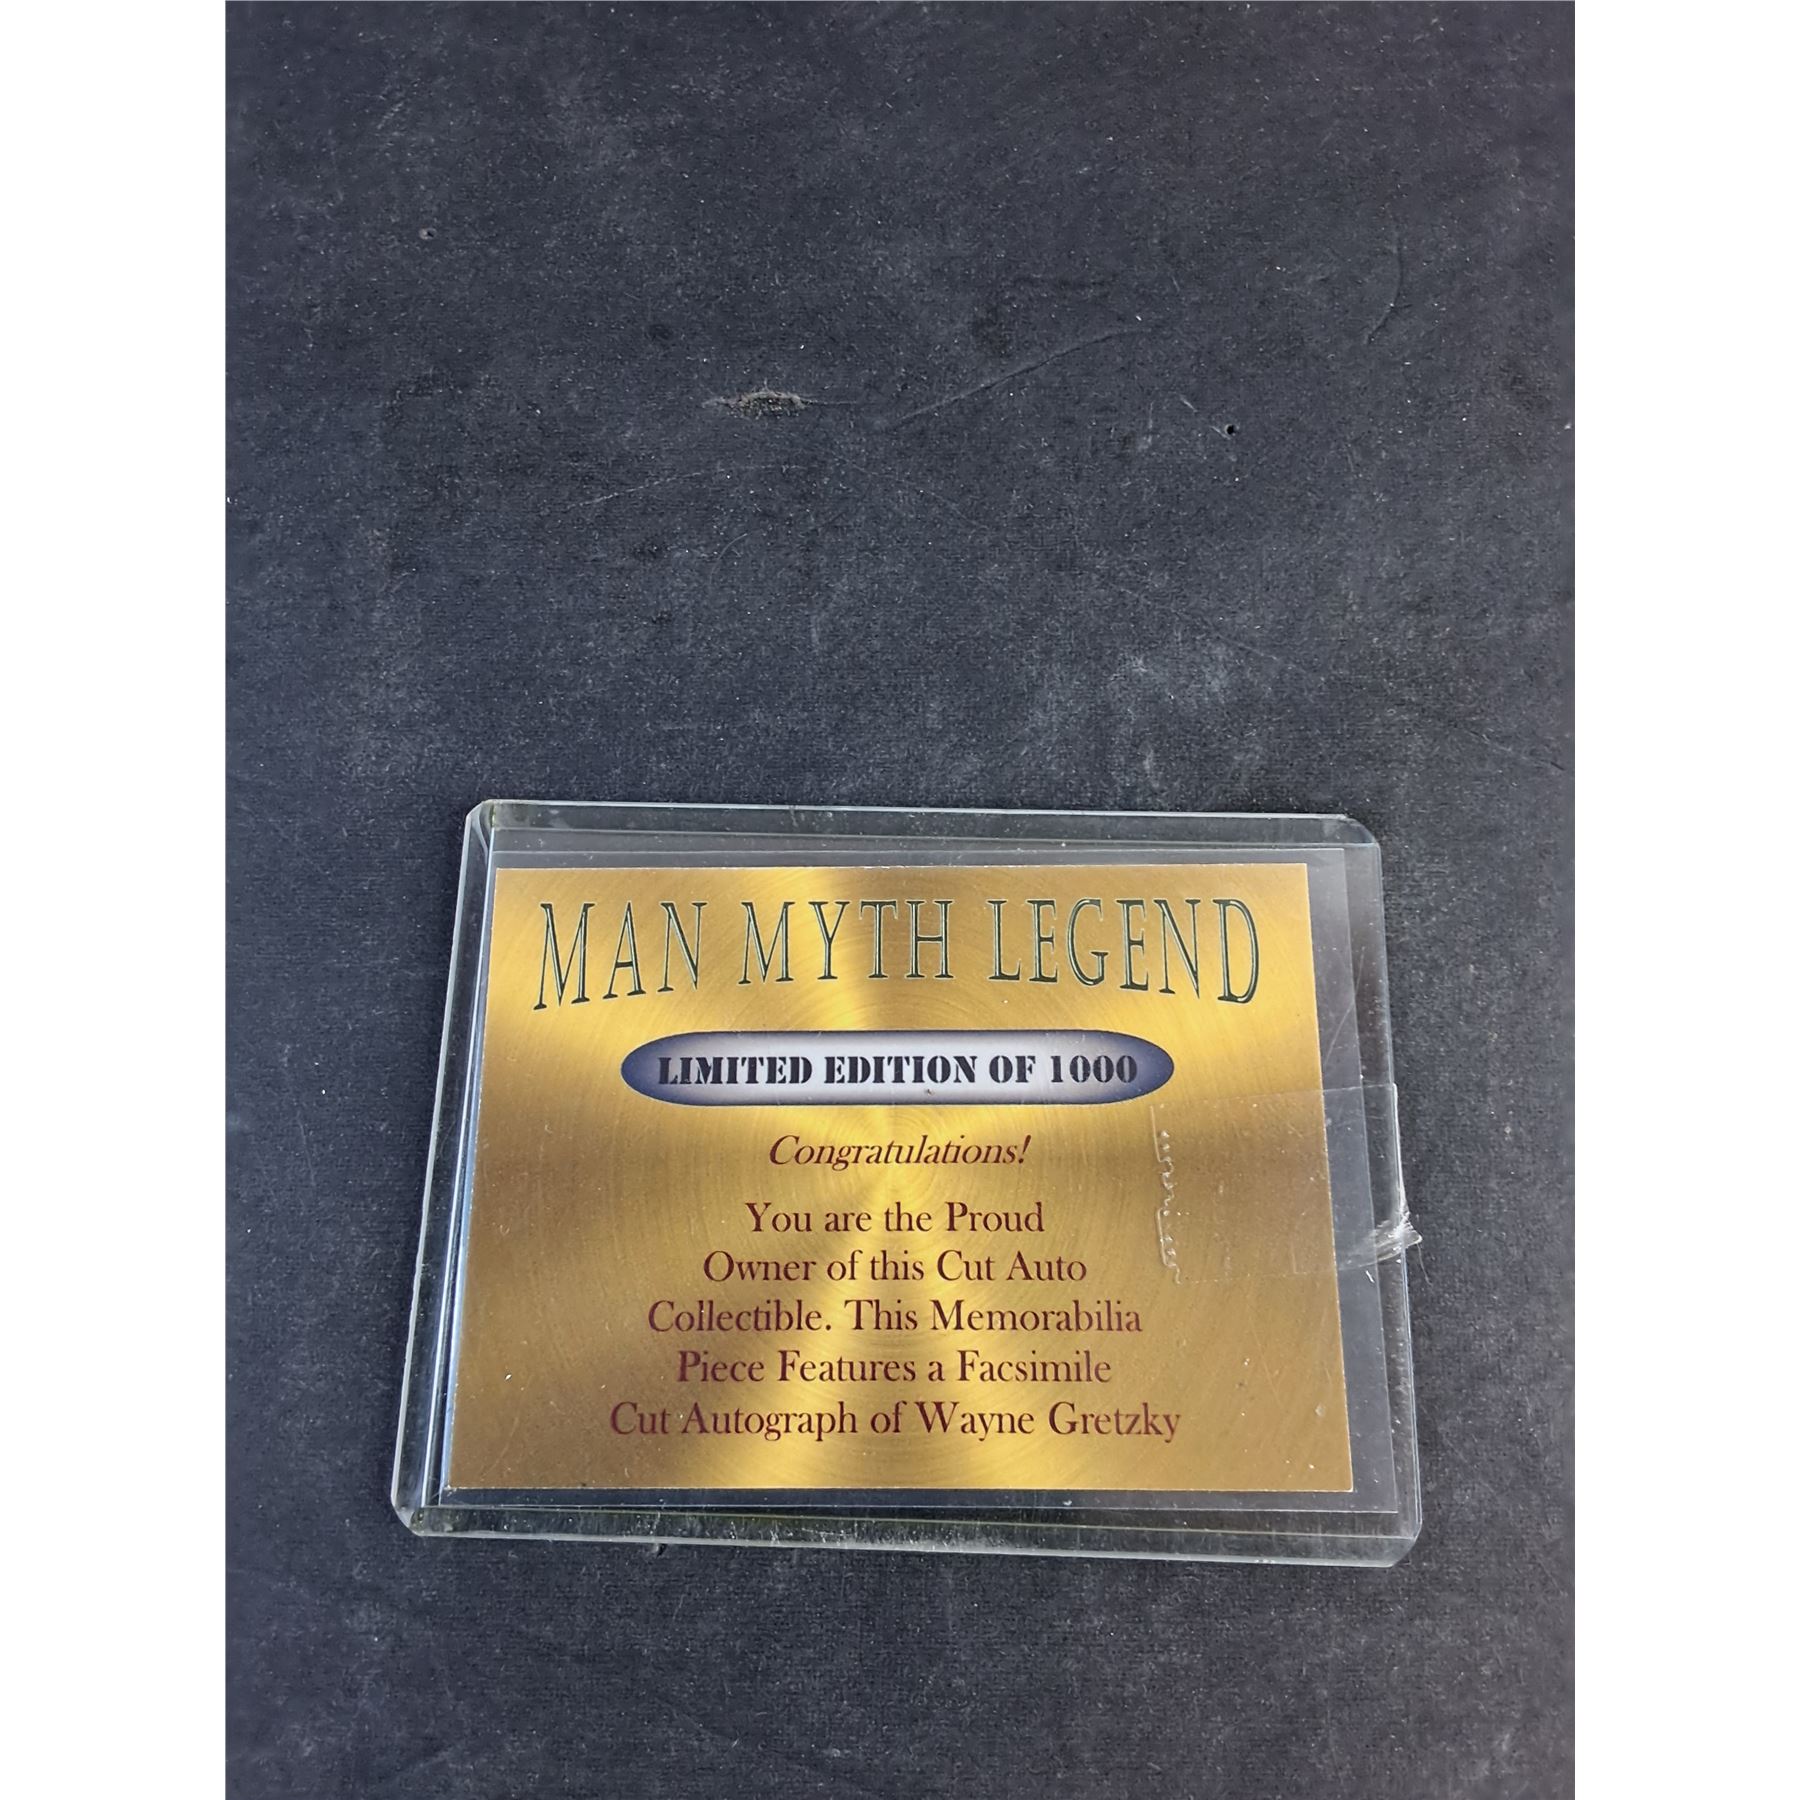 MAN MYTH LEGEND
LIMITED EDITION OF 1000
Congratulations!
You are the Proud
Owner of this Cut Auto
Collectible. This Memorabilia
Piece Features a Facsimile
Cut Autograph of Wayne Gretzky